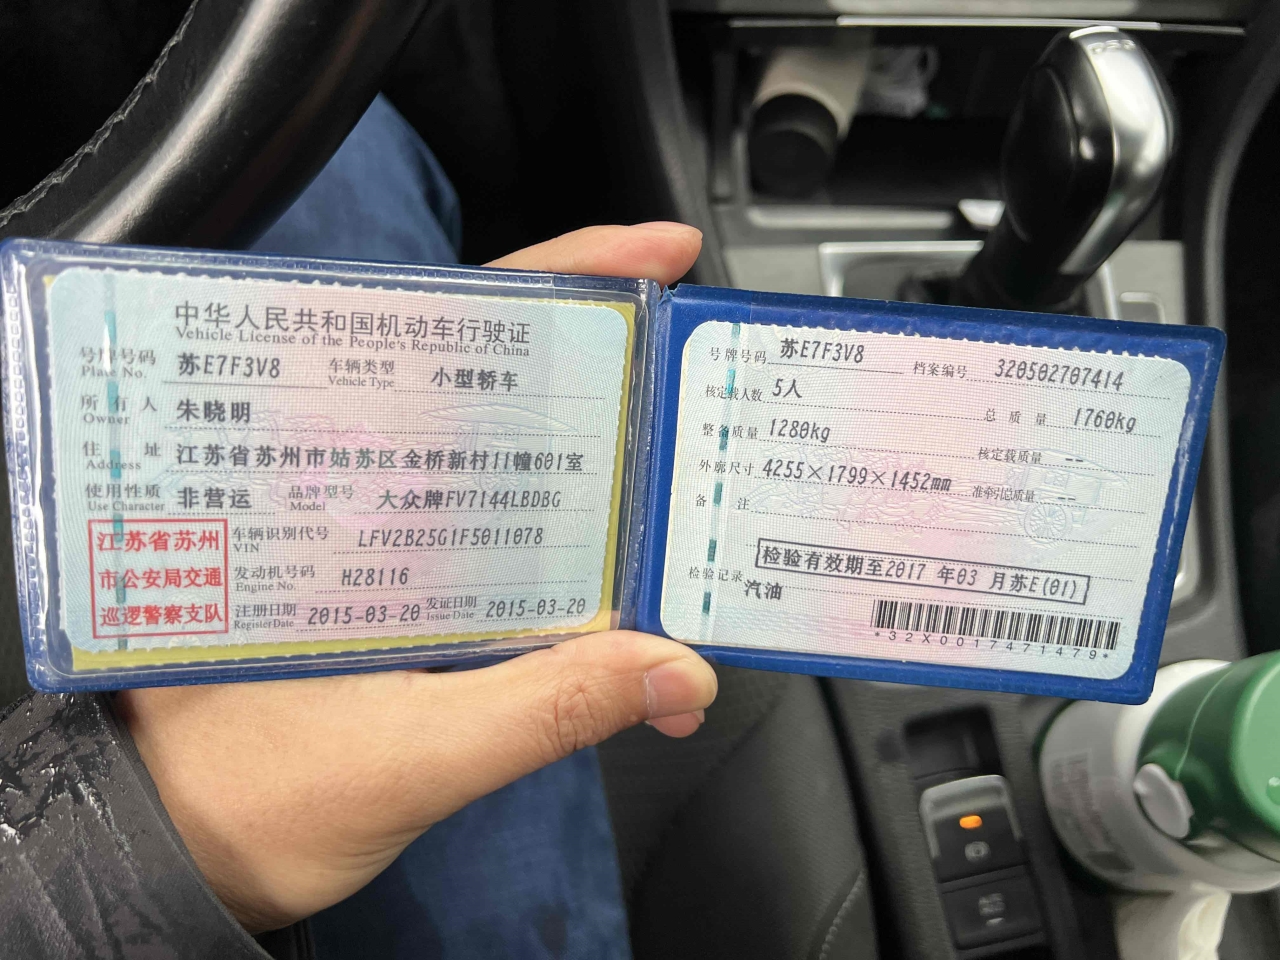 中华人民共和国机动车行驶证
Vehicle License of the People's Republic of China
号牌号码 苏E7F3V8 车辆类型 小型轿车
Plate No. Vehicle Type
所有人 朱晓明
Owner
住址 江苏省苏州市姑苏区金桥新村11幢601室
Address
使用性质 非营运 品牌型号 大众牌FV7144LBDBG
Use Character Model
江苏省苏州
市公安局交通
巡逻警察支队
车辆识别代号 LFV2B25G1F5011078
VIN
发动机号码 H28116
Engine No.
注册日期 2015-03-20 发证日期 2015-03-20
Register Date Issue Date
号牌号码 苏E7F3V8 档案编号 320502707414
核定载人数 5人 总质量 1760kg
整备质量 1280kg 核定载质量 --
外廓尺寸 4255×1799×1452mm 准牵引总质量 --
备注
检验有效期至2017年03月苏E(01)
检验记录
汽油
*32X0017471479*